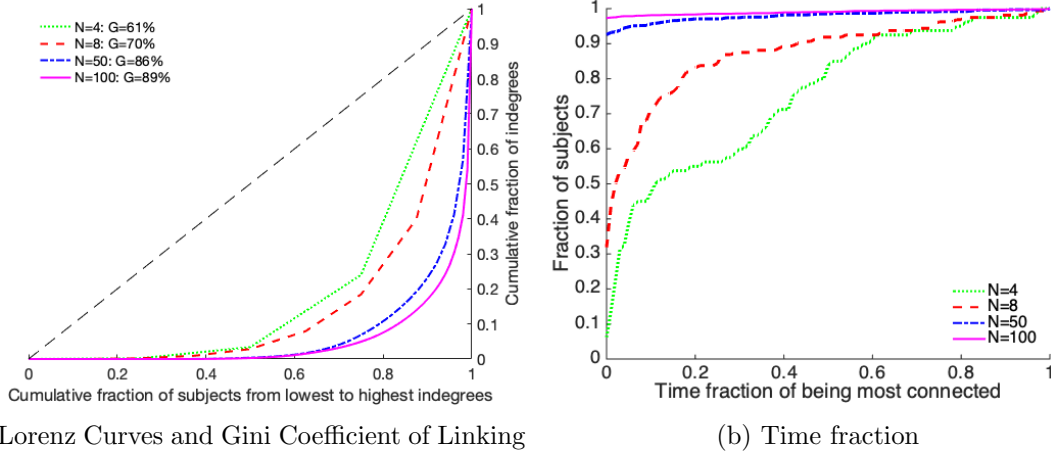 N=4: G=61%
N=8: G=70%
N=50: G=86%
N=100: G=89%
1
0.9
0.8
0.7
0.6
0.5
0.4
0.3
0.2
0.1
0
Cumulative fraction of indegrees
0 0.2 0.4 0.6 0.8 1
Cumulative fraction of subjects from lowest to highest indegrees
Lorenz Curves and Gini Coefficient of Linking
1
0.9
0.8
0.7
0.6
0.5
0.4
0.3
0.2
0.1
0
Fraction of subjects
N=4
N=8
N=50
N=100
0 0.2 0.4 0.6 0.8 1
Time fraction of being most connected
(b) Time fraction